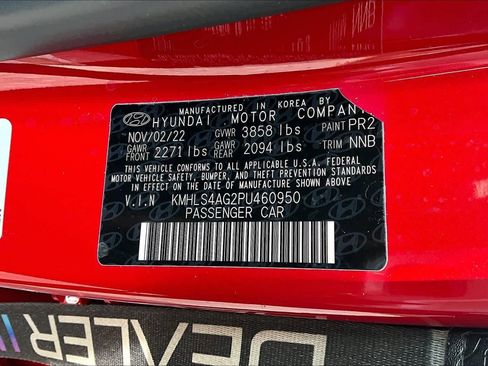 MANUFACTURED IN KOREA BY
HYUNDAI MOTOR COMPAN
NOV/02/22 GVWR 3858 lbs PAINT PR2
GAWR FRONT 2271 lbs GAWR REAR 2094 lbs TRIM NNB
THIS VEHICLE CONFORMS TO ALL APPLICABLE U.S.A. FEDERAL
MOTOR VEHICLE SAFETY, BUMPER, AND THEFT PREVENTION STANDARDS
IN EFFECT ON THE DATE OF MANUFACTURE SHOWN ABOVE.
V.I.N KMHLS4AG2PU460950
PASSENGER CAR
DEALER